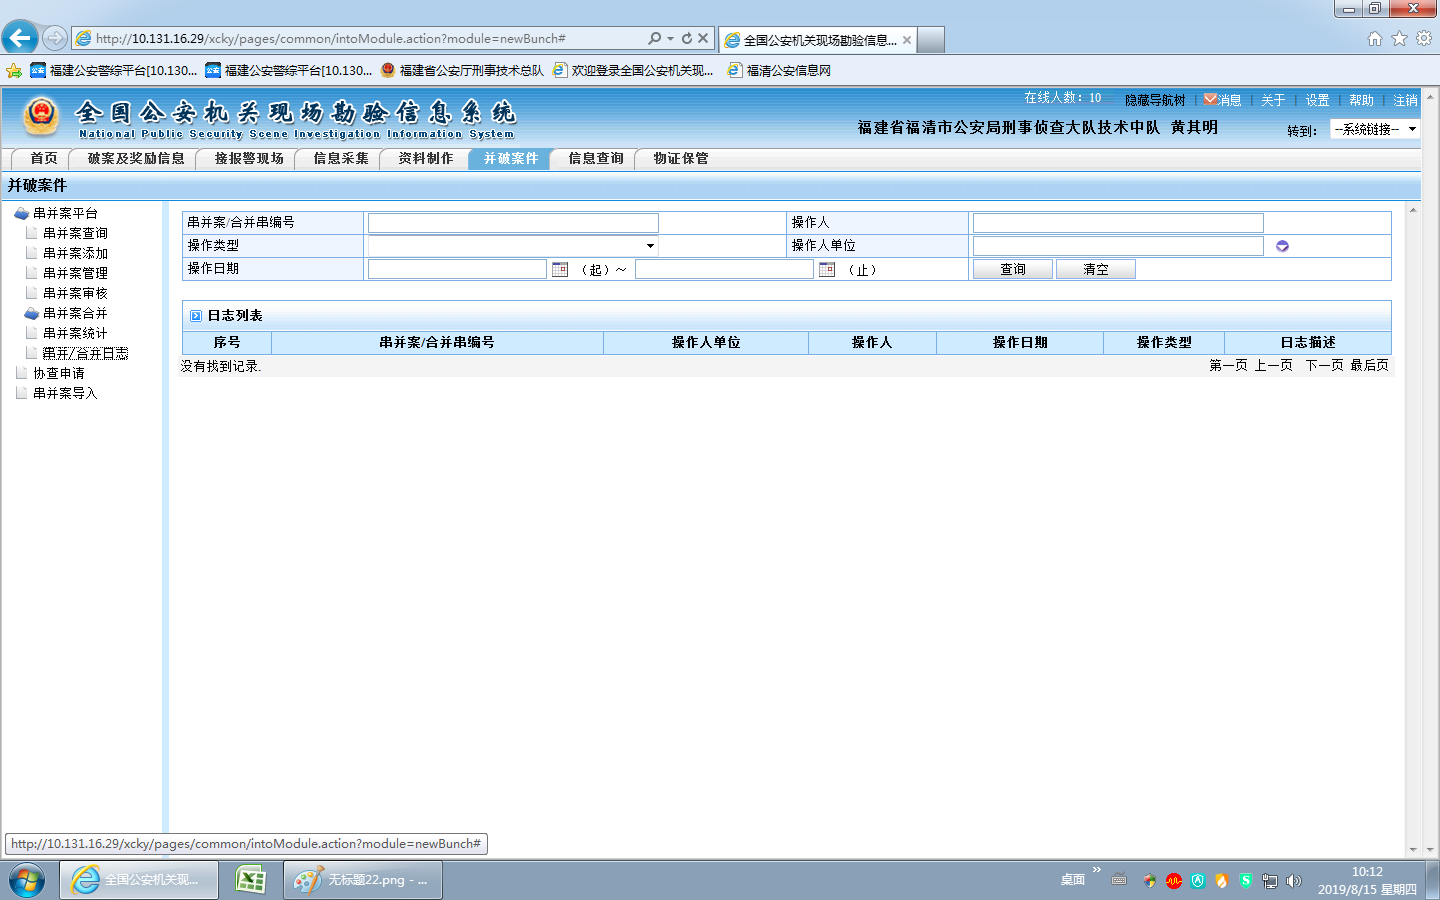 http://10.131.16.29/xcky/pages/common/intoModule.action?module=newBunch#
全国公安机关现场勘验信息...
福建公安警综平台[10.130... 福建公安警综平台[10.130... 福建省公安厅刑事技术总队 欢迎登录全国公安机关现... 福清公安信息网
全国公安机关现场勘验信息系统
National Public Security Scene Investigation Information System
在线人数：10 隐藏导航树 消息 关于 设置 帮助 注销
福建省福清市公安局刑事侦查大队技术中队 黄其明 转到： --系统链接--
首页 破案及奖励信息 接报警现场 信息采集 资料制作 并破案件 信息查询 物证保管
并破案件
串并案平台
串并案查询
串并案添加
串并案管理
串并案审核
串并案合并
串并案统计
串并/合并日志
协查申请
串并案导入
串并案/合并串编号 操作人
操作类型 操作人单位
操作日期 （起）～ （止） 查询 清空
日志列表
序号 串并案/合并串编号 操作人单位 操作人 操作日期 操作类型 日志描述
没有找到记录. 第一页 上一页 下一页 最后页
http://10.131.16.29/xcky/pages/common/intoModule.action?module=newBunch#
全国公安机关现... 无标题22.png - ... 桌面 10:12
2019/8/15 星期四